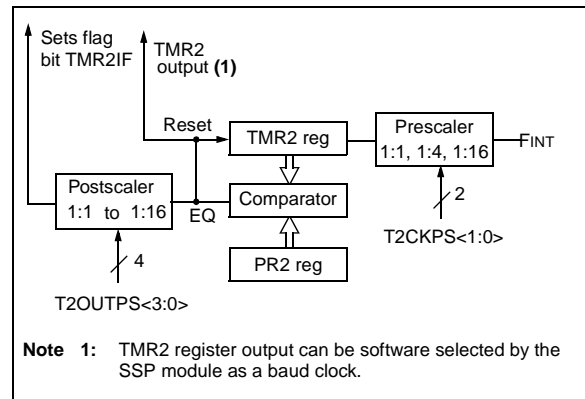 Sets flag
bit TMR2IF
TMR2
output (1)
Reset
TMR2 reg
Prescaler
1:1, 1:4, 1:16
FINT
Postscaler
1:1 to 1:16
EQ
Comparator
2
T2CKPS<1:0>
4
PR2 reg
T2OUTPS<3:0>
Note 1: TMR2 register output can be software selected by the
SSP module as a baud clock.